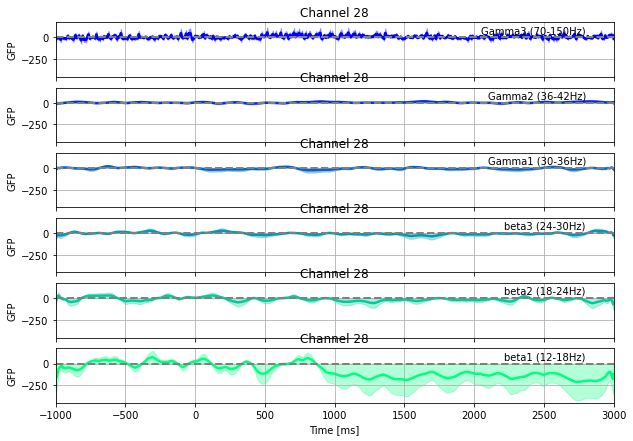 Channel 28
GFP
0
−250
Gamma3 (70-150Hz)
Channel 28
GFP
0
−250
Gamma2 (36-42Hz)
Channel 28
GFP
0
−250
Gamma1 (30-36Hz)
Channel 28
GFP
0
−250
beta3 (24-30Hz)
Channel 28
GFP
0
−250
beta2 (18-24Hz)
Channel 28
GFP
0
−250
beta1 (12-18Hz)
−1000 −500 0 500 1000 1500 2000 2500 3000
Time [ms]